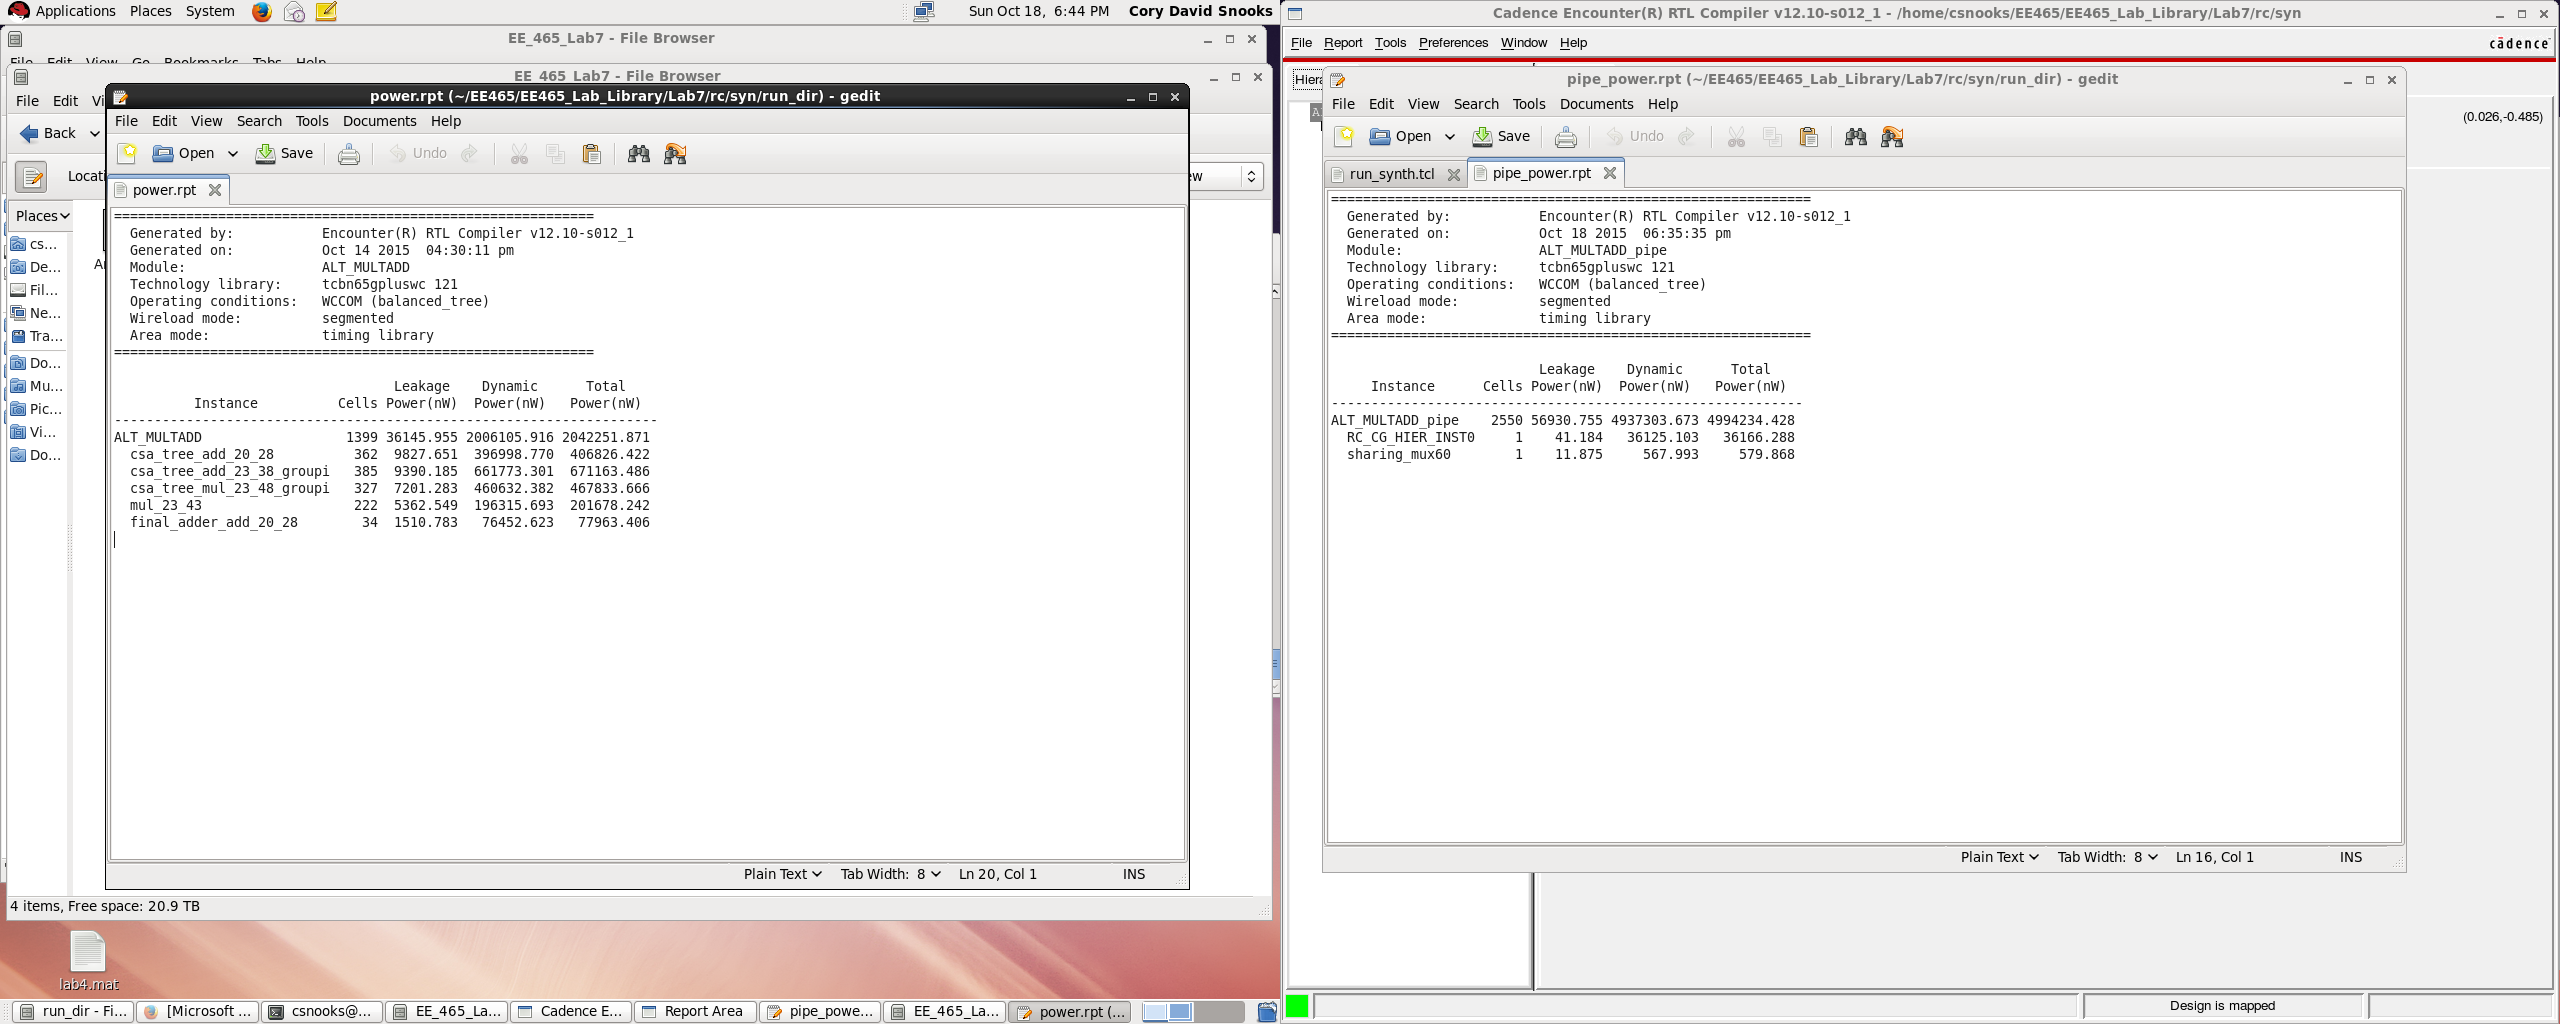 Applications Places System
Sun Oct 18, 6:44 PM Cory David Snooks
EE_465_Lab7 - File Browser
File Edit View Go Bookmarks Tabs Help
EE_465_Lab7 - File Browser
File Edit
Back
Places
cs...
De...
Fil...
Ne...
Tra...
Do...
Mu...
Pic...
Vi...
Do...
4 items, Free space: 20.9 TB
power.rpt (~/EE465/EE465_Lab_Library/Lab7/rc/syn/run_dir) - gedit
File Edit View Search Tools Documents Help
Open Save Undo
power.rpt
============================================================
Generated by: Encounter(R) RTL Compiler v12.10-s012_1
Generated on: Oct 14 2015 04:30:11 pm
Module: ALT_MULTADD
Technology library: tcbn65gpluswc 121
Operating conditions: WCCOM (balanced_tree)
Wireload mode: segmented
Area mode: timing library
============================================================
Leakage Dynamic Total
Instance Cells Power(nW) Power(nW) Power(nW)
--------------------------------------------------------------------
ALT_MULTADD 1399 36145.955 2006105.916 2042251.871
csa_tree_add_20_28 362 9827.651 396998.770 406826.422
csa_tree_add_23_38_groupi 385 9390.185 661773.301 671163.486
csa_tree_mul_23_48_groupi 327 7201.283 460632.382 467833.666
mul_23_43 222 5362.549 196315.693 201678.242
final_adder_add_20_28 34 1510.783 76452.623 77963.406
Plain Text Tab Width: 8 Ln 20, Col 1 INS
lab4.mat
run_dir - Fi... [Microsoft ... csnooks@... EE_465_La... Cadence E... Report Area pipe_powe... EE_465_La... power.rpt (...
Cadence Encounter(R) RTL Compiler v12.10-s012_1 - /home/csnooks/EE465/EE465_Lab_Library/Lab7/rc/syn
File Report Tools Preferences Window Help
cādence
(0.026,-0.485)
pipe_power.rpt (~/EE465/EE465_Lab_Library/Lab7/rc/syn/run_dir) - gedit
File Edit View Search Tools Documents Help
Open Save Undo
run_synth.tcl pipe_power.rpt
============================================================
Generated by: Encounter(R) RTL Compiler v12.10-s012_1
Generated on: Oct 18 2015 06:35:35 pm
Module: ALT_MULTADD_pipe
Technology library: tcbn65gpluswc 121
Operating conditions: WCCOM (balanced_tree)
Wireload mode: segmented
Area mode: timing library
============================================================
Leakage Dynamic Total
Instance Cells Power(nW) Power(nW) Power(nW)
-----------------------------------------------------------
ALT_MULTADD_pipe 2550 56930.755 4937303.673 4994234.428
RC_CG_HIER_INST0 1 41.184 36125.103 36166.288
sharing_mux60 1 11.875 567.993 579.868
Plain Text Tab Width: 8 Ln 16, Col 1 INS
Design is mapped